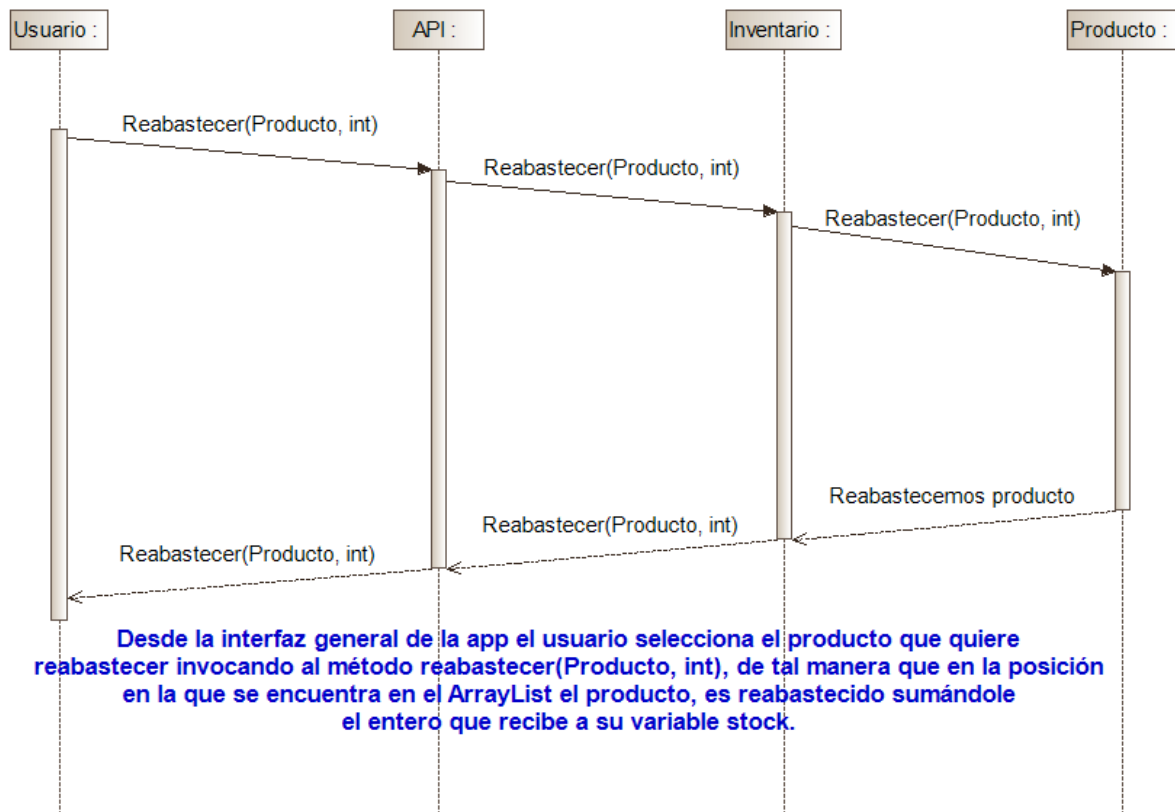 Usuario :
API :
Inventario :
Producto :
Reabastecer(Producto, int)
Reabastecer(Producto, int)
Reabastecer(Producto, int)
Reabastecemos producto
Reabastecer(Producto, int)
Reabastecer(Producto, int)
Desde la interfaz general de la app el usuario selecciona el producto que quiere
reabastecer invocando al método reabastecer(Producto, int), de tal manera que en la posición
en la que se encuentra en el ArrayList el producto, es reabastecido sumándole
el entero que recibe a su variable stock.